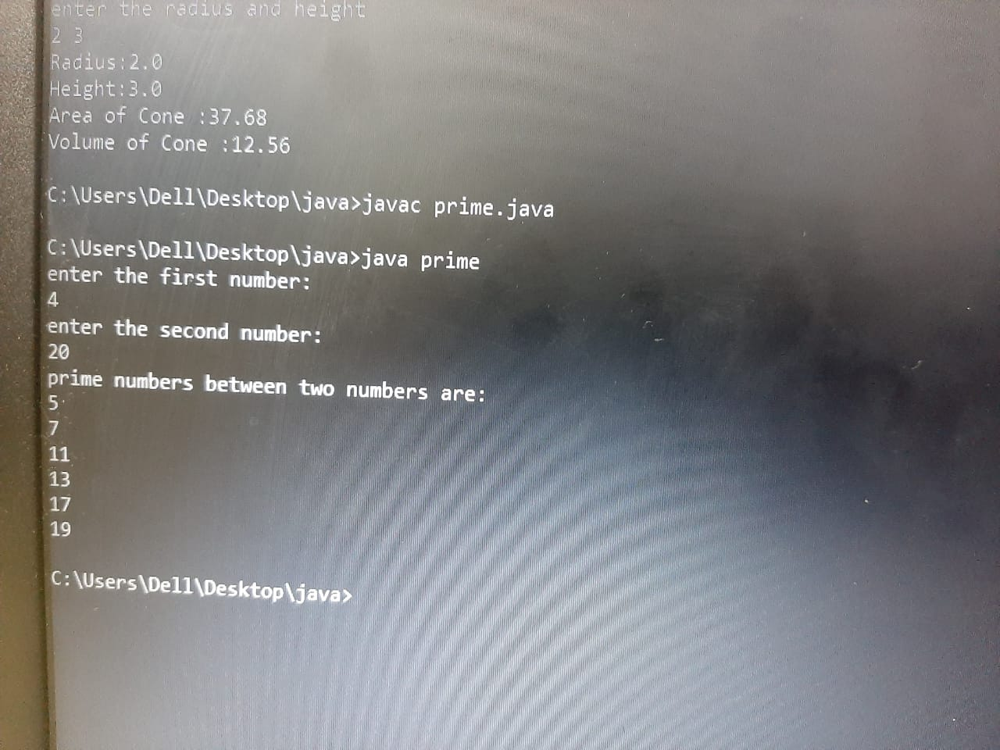 enter the radius and height
2 3
Radius:2.0
Height:3.0
Area of Cone :37.68
Volume of Cone :12.56
C:\Users\Dell\Desktop\java>javac prime.java
C:\Users\Dell\Desktop\java>java prime
enter the first number:
4
enter the second number:
20
prime numbers between two numbers are:
5
7
11
13
17
19
C:\Users\Dell\Desktop\java>